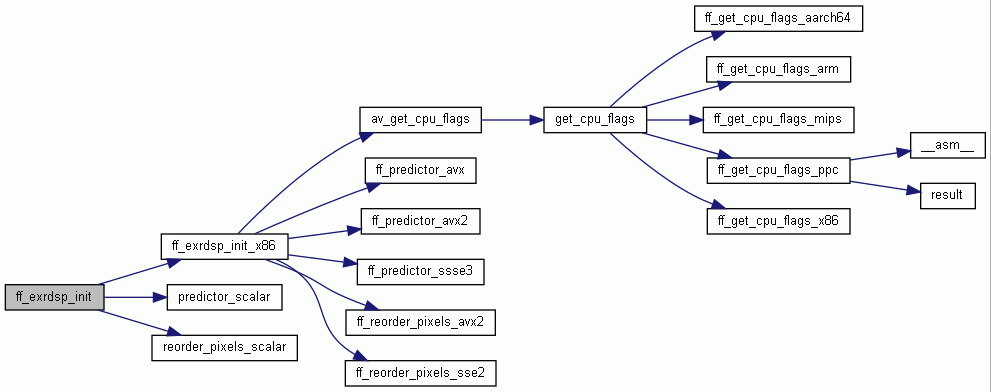 ff_get_cpu_flags_aarch64
ff_get_cpu_flags_arm
av_get_cpu_flags
get_cpu_flags
ff_get_cpu_flags_mips
__asm__
ff_predictor_avx
ff_get_cpu_flags_ppc
result
ff_predictor_avx2
ff_get_cpu_flags_x86
ff_exrdsp_init_x86
ff_predictor_ssse3
ff_exrdsp_init
predictor_scalar
ff_reorder_pixels_avx2
reorder_pixels_scalar
ff_reorder_pixels_sse2